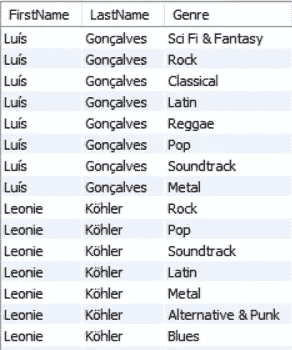 FirstName LastName Genre
Luís Gonçalves Sci Fi & Fantasy
Luís Gonçalves Rock
Luís Gonçalves Classical
Luís Gonçalves Latin
Luís Gonçalves Reggae
Luís Gonçalves Pop
Luís Gonçalves Soundtrack
Luís Gonçalves Metal
Leonie Köhler Rock
Leonie Köhler Pop
Leonie Köhler Soundtrack
Leonie Köhler Latin
Leonie Köhler Metal
Leonie Köhler Alternative & Punk
Leonie Köhler Blues